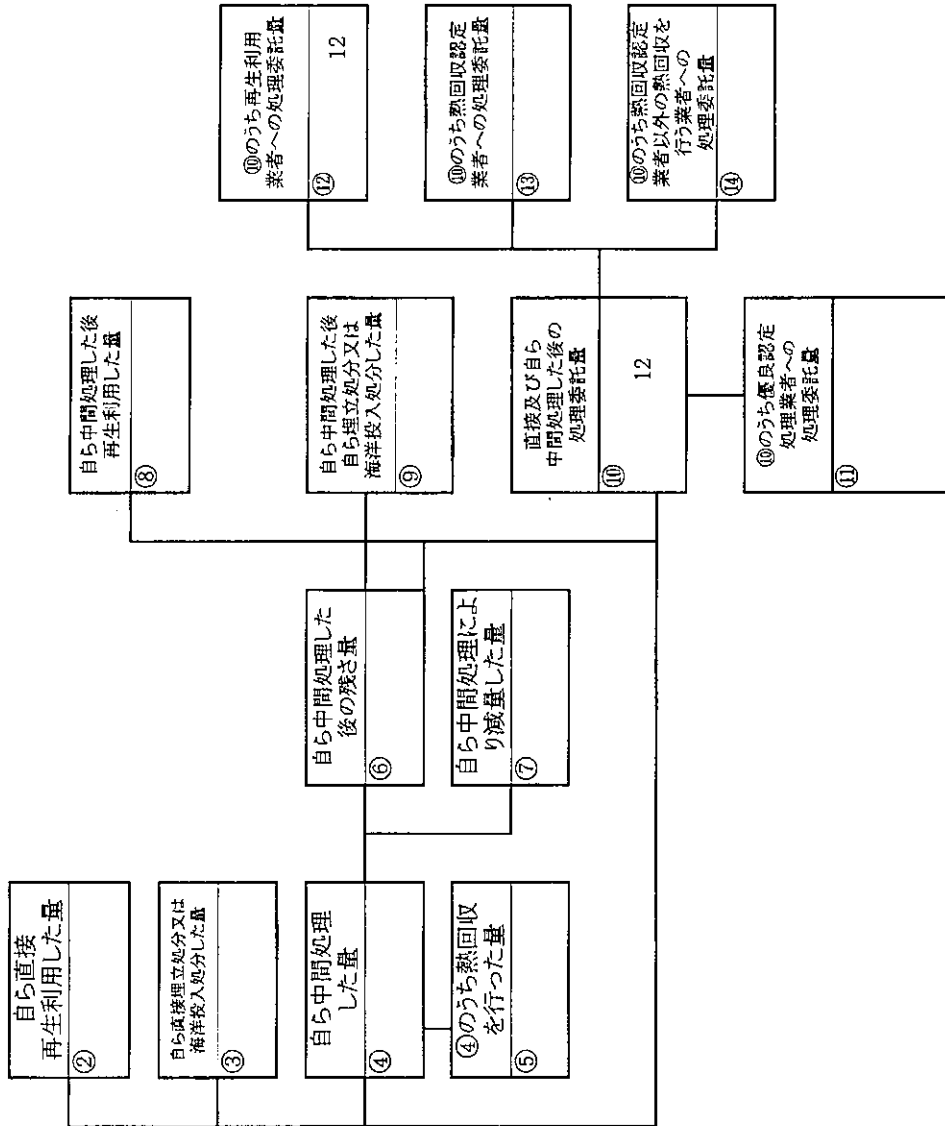 自ら直接
再生利用した量
②
自ら直接埋立処分又は
海洋投入処分した量
③
自ら中間処理
した量
④
④のうち熱回収
を行った量
⑤
自ら中間処理した
後の残さ量
⑥
自ら中間処理によ
り減量した量
⑦
自ら中間処理した後
再生利用した量
⑧
自ら中間処理した後
自ら埋立処分又は
海洋投入処分した量
⑨
直接及び自ら
中間処理した後の
処理委託量
⑩
12
⑩のうち優良認定
処理業者への
処理委託量
⑪
⑩のうち再生利用
業者への処理委託量
⑫
12
⑩のうち熱回収認定
業者への処理委託量
⑬
⑩のうち熱回収認定
業者以外の熱回収を
行う業者への
処理委託量
⑭